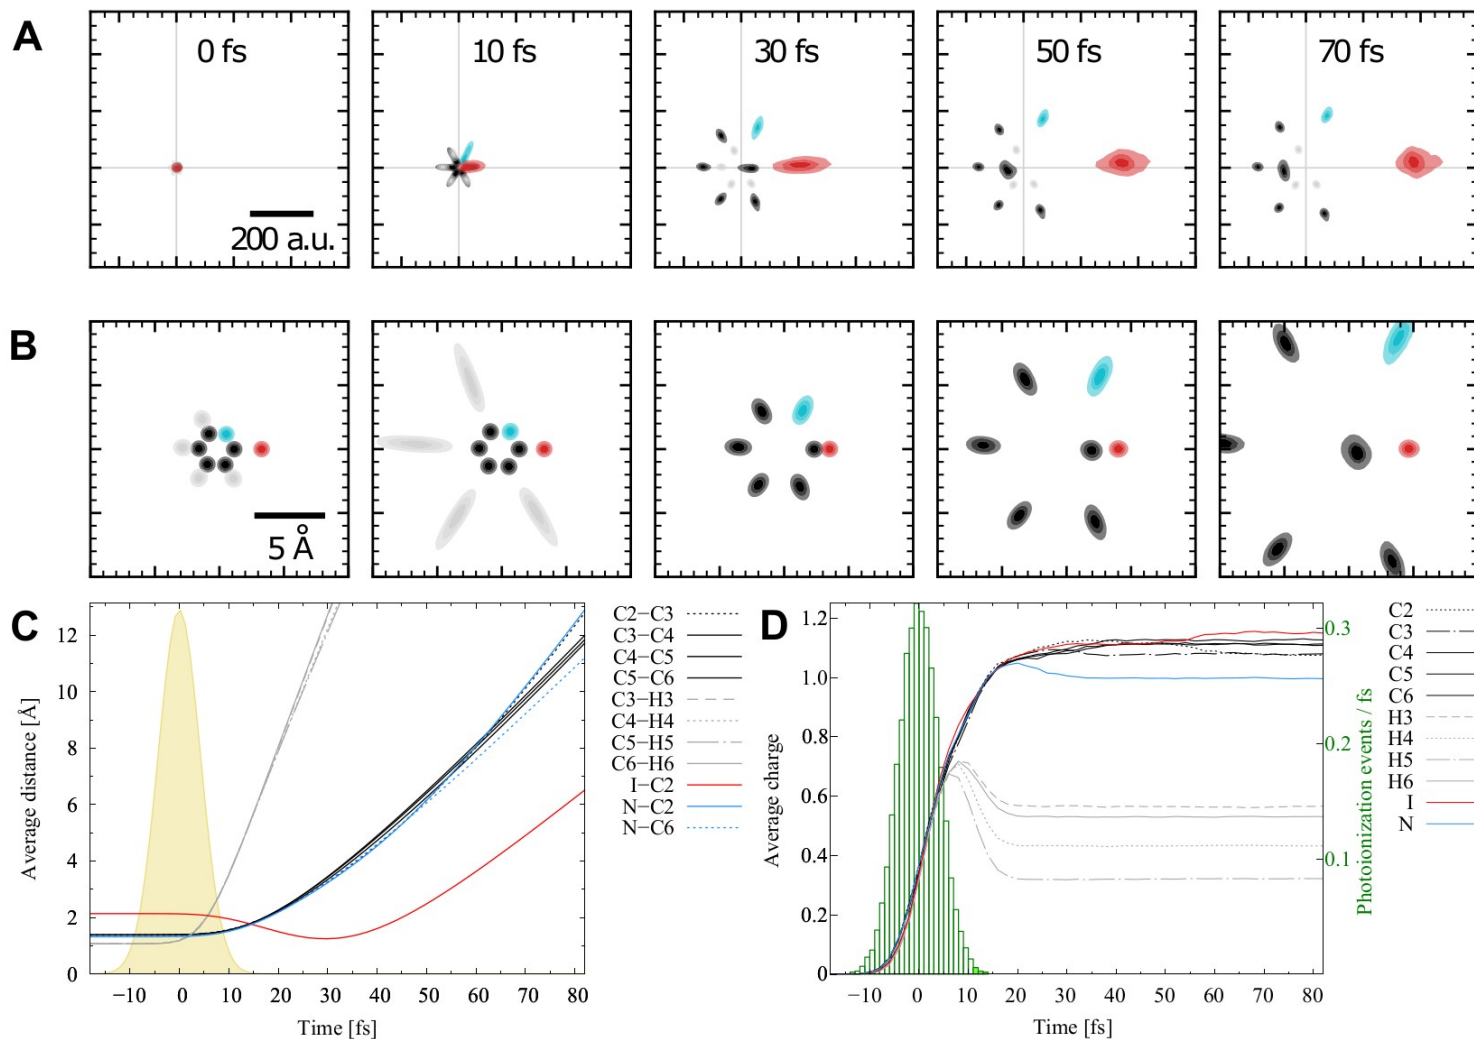 A
0 fs
10 fs
30 fs
50 fs
70 fs
200 a.u.
B
5 Å
C
12
10
8
6
4
2
0
Average distance [Å]
−10 0 10 20 30 40 50 60 70 80
Time [fs]
C2−C3
C3−C4
C4−C5
C5−C6
C3−H3
C4−H4
C5−H5
C6−H6
I−C2
N−C2
N−C6
D
1.2
1.0
0.8
0.6
0.4
0.2
0
Average charge
−10 0 10 20 30 40 50 60 70 80
Time [fs]
0.3
0.2
0.1
Photoionization events / fs
C2
C3
C4
C5
C6
H3
H4
H5
H6
I
N